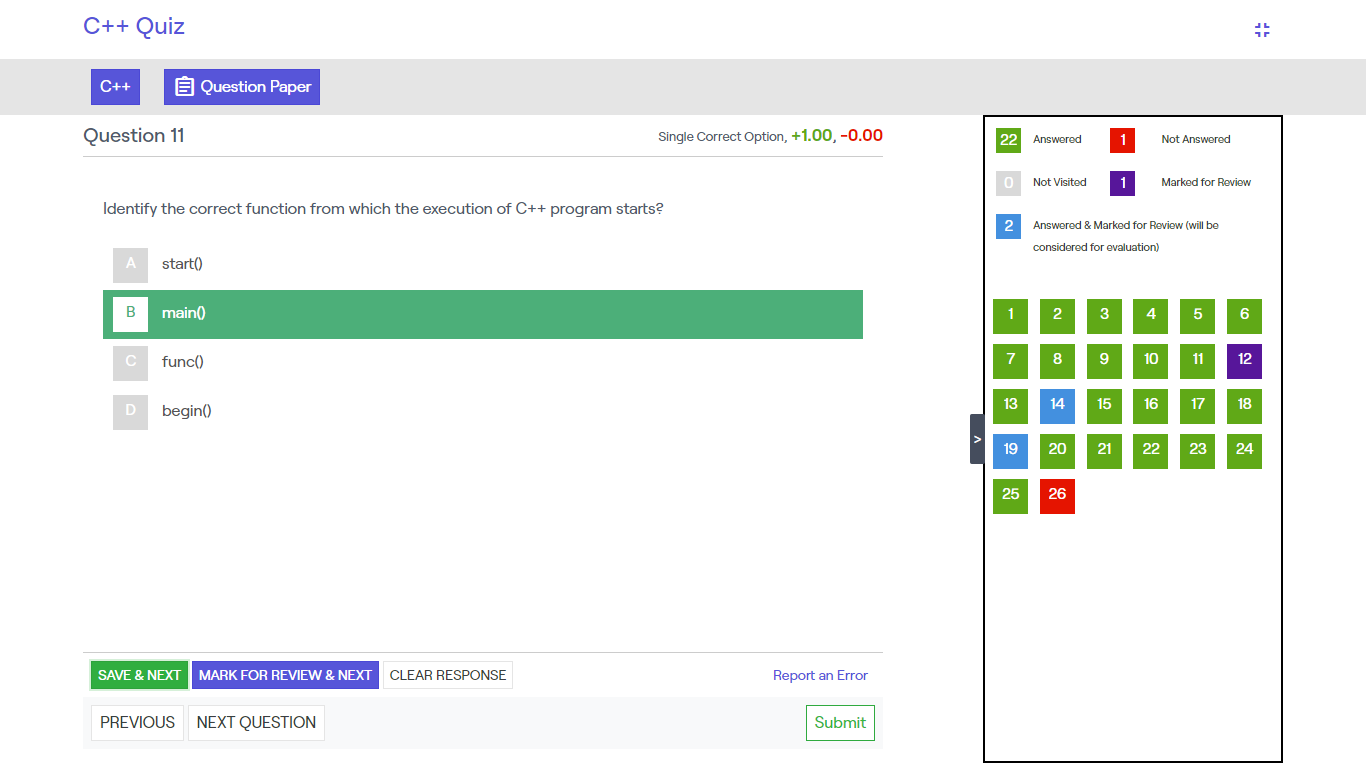 C++ Quiz
C++
Question Paper
Question 11
Single Correct Option, +1.00, -0.00
Identify the correct function from which the execution of C++ program starts?
A start()
B main()
C func()
D begin()
SAVE & NEXT MARK FOR REVIEW & NEXT CLEAR RESPONSE Report an Error
PREVIOUS NEXT QUESTION Submit
22 Answered 1 Not Answered
0 Not Visited 1 Marked for Review
2 Answered & Marked for Review (will be
considered for evaluation)
1 2 3 4 5 6
7 8 9 10 11 12
13 14 15 16 17 18
>
19 20 21 22 23 24
25 26